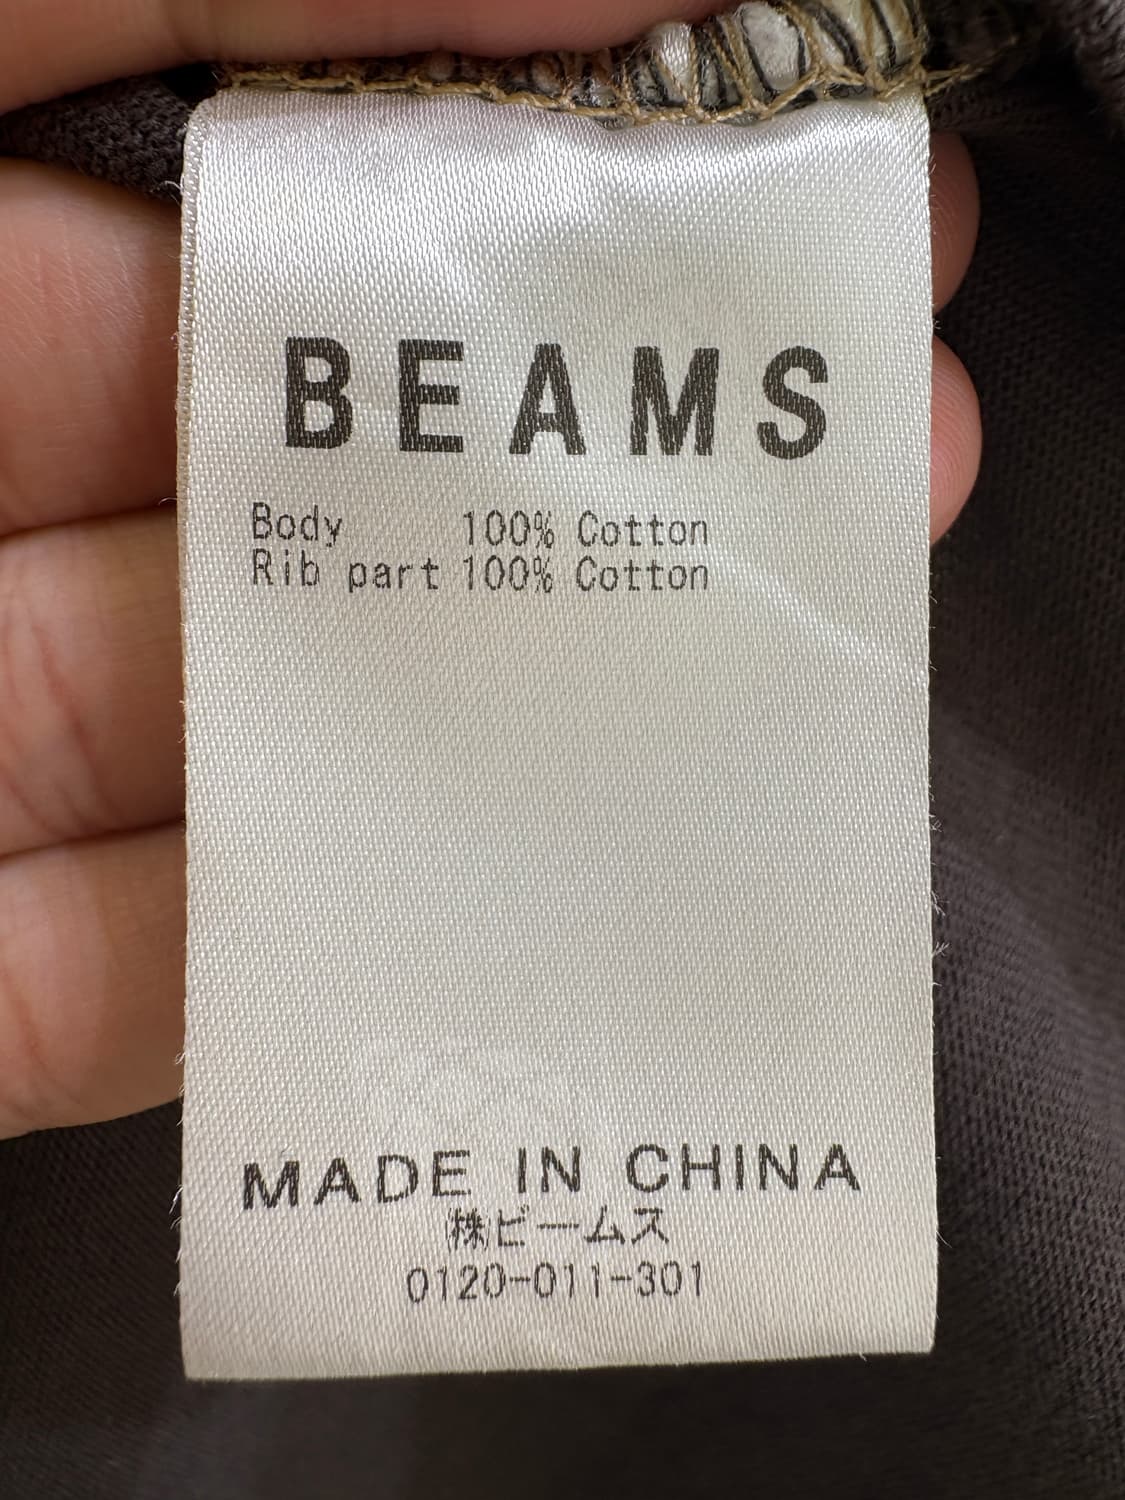 BEAMS
Body 100% Cotton
Rib part 100% Cotton
MADE IN CHINA
㈱ビームス
0120-011-301